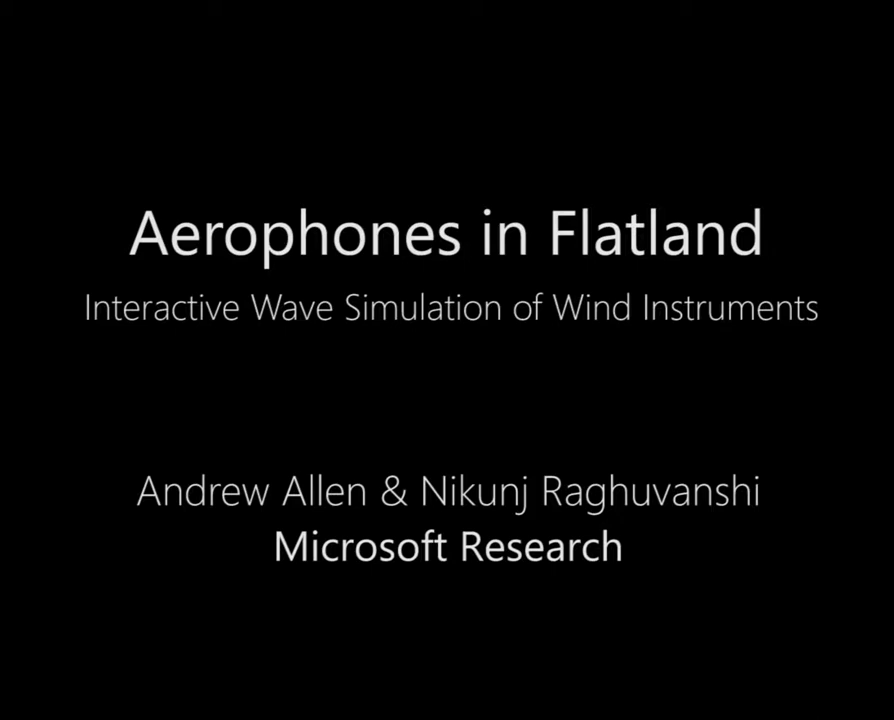 Aerophones in Flatland
Interactive Wave Simulation of Wind Instruments
Andrew Allen & Nikunj Raghuvanshi
Microsoft Research